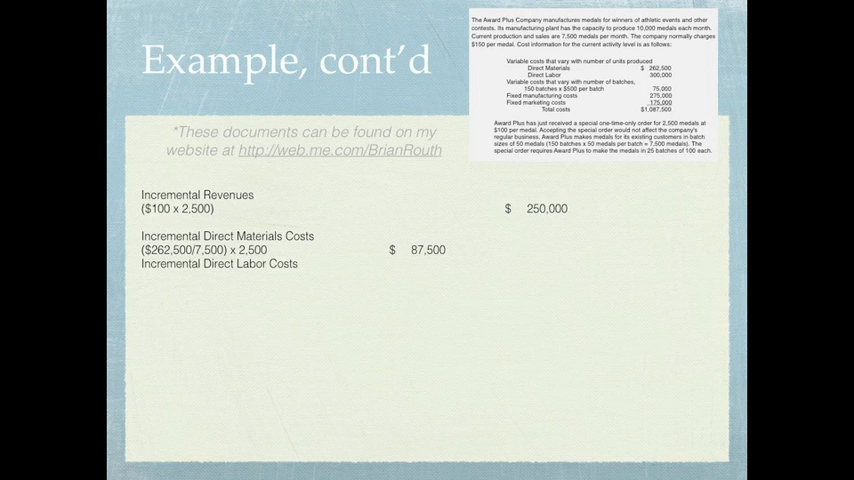 Example, cont'd
The Award Plus Company manufactures medals for winners of athletic events and other
contests. Its manufacturing plant has the capacity to produce 10,000 medals each month.
Current production and sales are 7,500 medals per month. The company normally charges
$150 per medal. Cost information for the current activity level is as follows:
Variable costs that vary with number of units produced
Direct Materials $ 262,500
Direct Labor 300,000
Variable costs that vary with number of batches,
150 batches x $500 per batch 75,000
Fixed manufacturing costs 275,000
Fixed marketing costs 175,000
Total costs $1,087,500
Award Plus has just received a special one-time-only order for 2,500 medals at
$100 per medal. Accepting the special order would not affect the company's
regular business. Award Plus makes medals for its existing customers in batch
sizes of 50 medals (150 batches x 50 medals per batch = 7,500 medals). The
special order requires Award Plus to make the medals in 25 batches of 100 each.
*These documents can be found on my
website at http://web.me.com/BrianRouth
Incremental Revenues
($100 x 2,500) $ 250,000
Incremental Direct Materials Costs
($262,500/7,500) x 2,500 $ 87,500
Incremental Direct Labor Costs